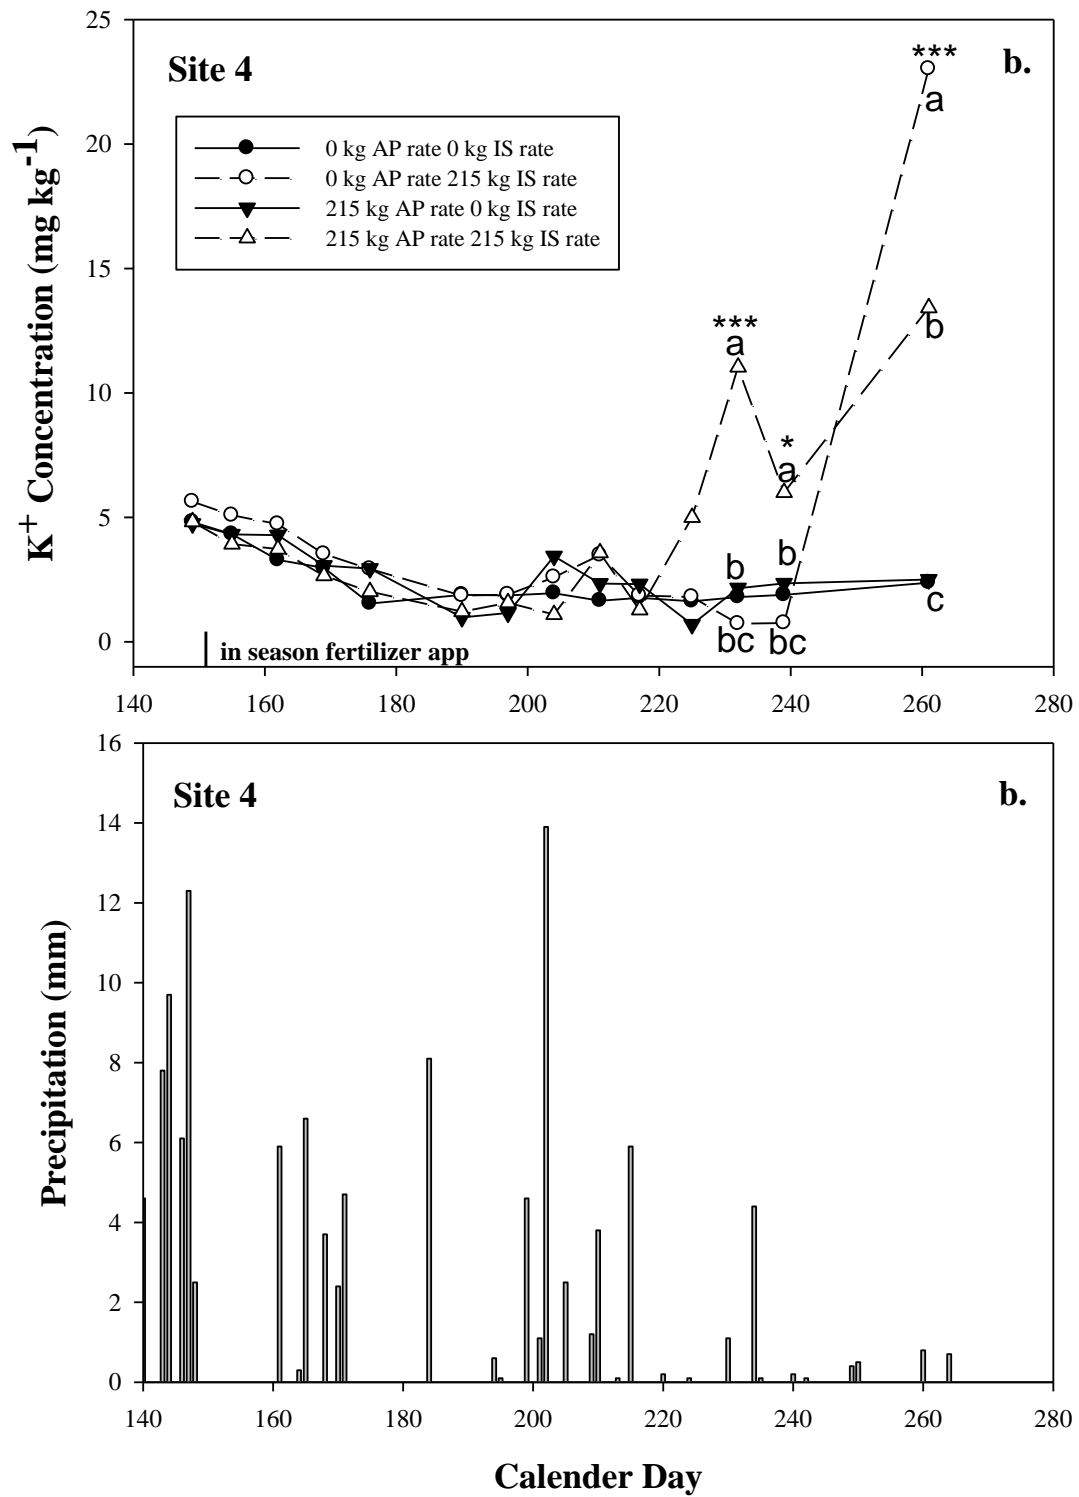 25
Site 4
b.
***
a
20
0 kg AP rate 0 kg IS rate
0 kg AP rate 215 kg IS rate
215 kg AP rate 0 kg IS rate
215 kg AP rate 215 kg IS rate
K+ Concentration (mg kg-1)
15
***
a
b
10
*
a
5
b
b
c
bc
bc
0
in season fertilizer app
140 160 180 200 220 240 260 280
16
Site 4
b.
14
12
10
Precipitation (mm)
8
6
4
2
0
140 160 180 200 220 240 260 280
Calender Day